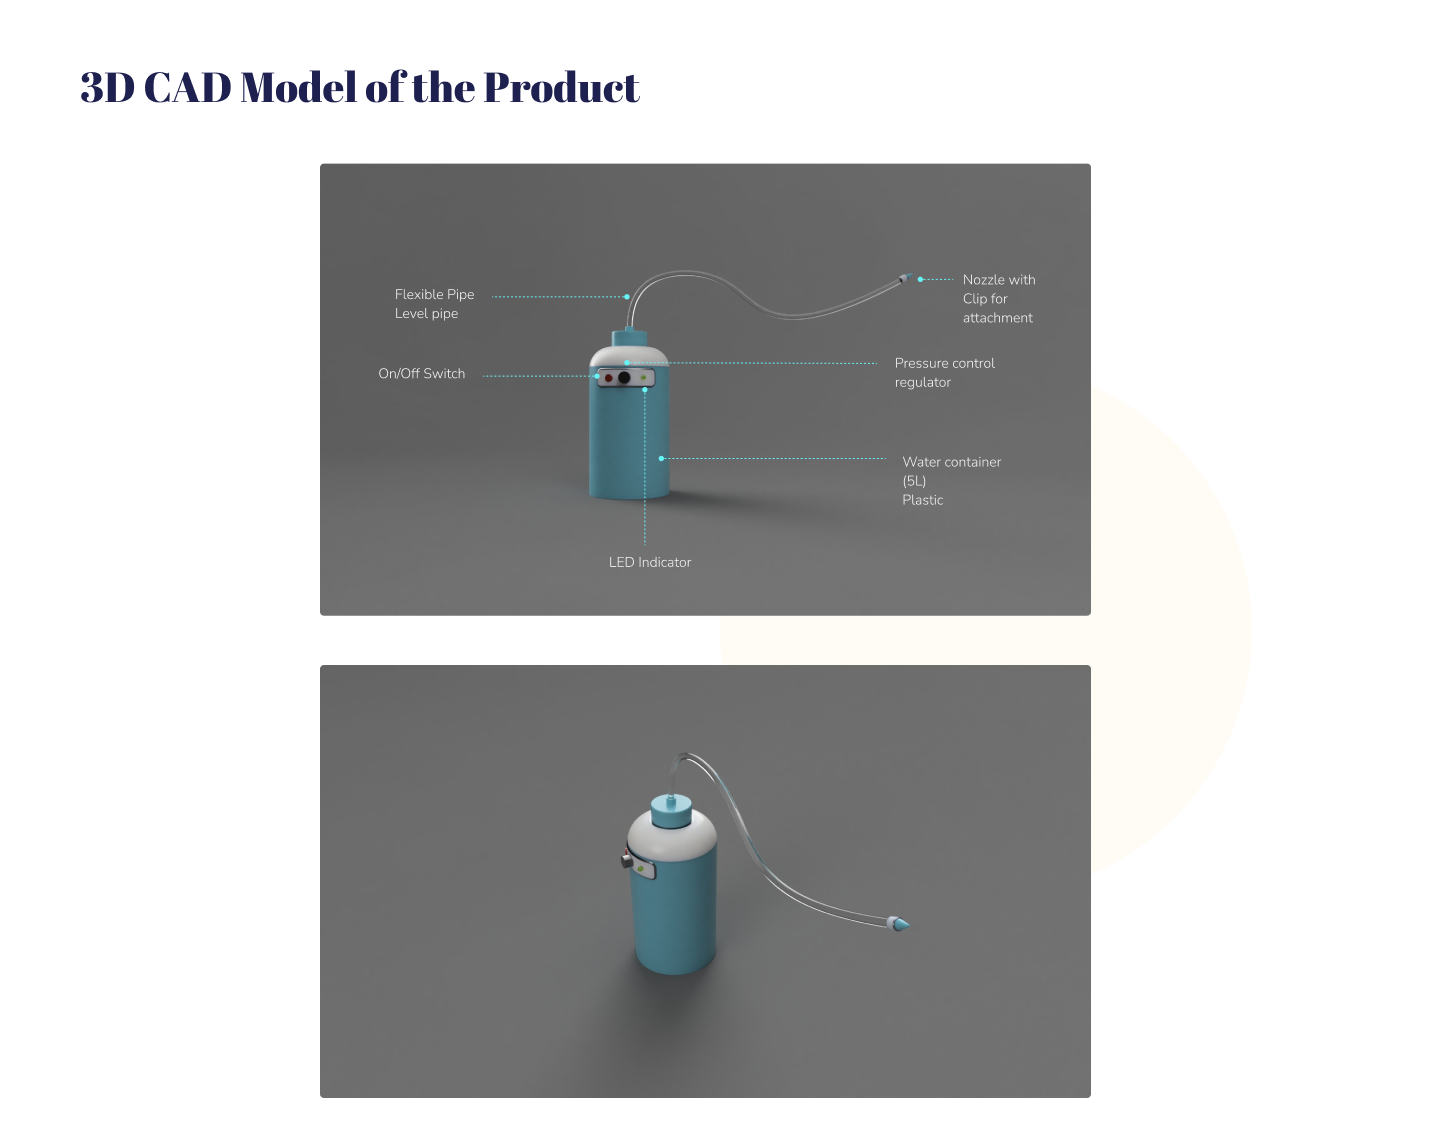 3D CAD Model of the Product
Flexible Pipe
Level pipe
Nozzle with
Clip for
attachment
On/Off Switch
Pressure control
regulator
Water container
(5L)
Plastic
LED Indicator